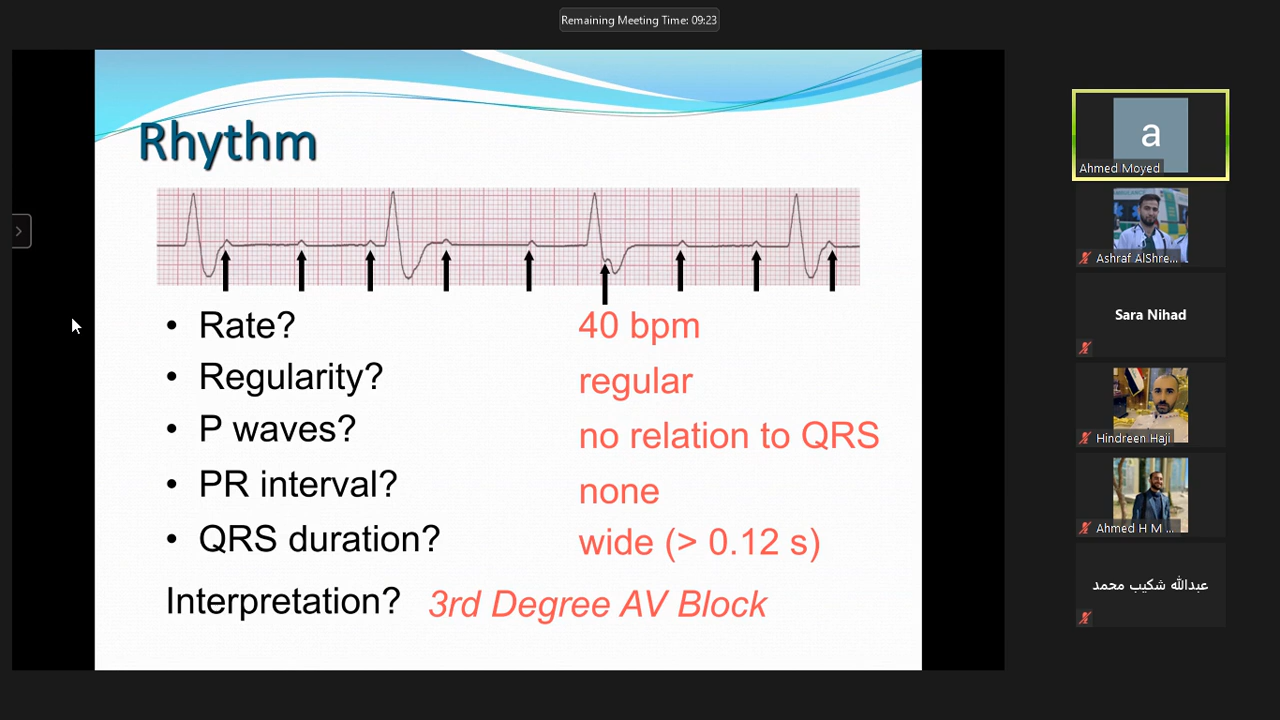 Remaining Meeting Time: 09:23
Rhythm
• Rate? 40 bpm
• Regularity? regular
• P waves? no relation to QRS
• PR interval? none
• QRS duration? wide (> 0.12 s)
Interpretation? 3rd Degree AV Block
a
Ahmed Moyed
Ashraf AlShre...
Sara Nihad
Hindreen Haji
Ahmed H M ...
عبدالله شكيب محمد